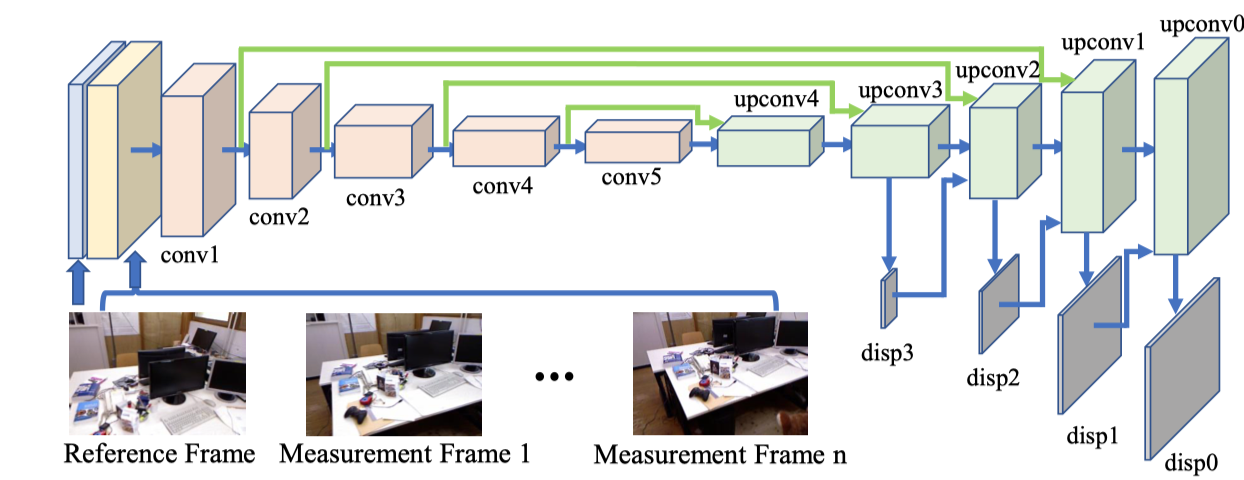 upconv0
upconv1
upconv2
upconv3
upconv4
conv5
conv4
conv3
conv2
conv1
disp3
disp2
disp1
disp0
...
Reference Frame
Measurement Frame 1
Measurement Frame n